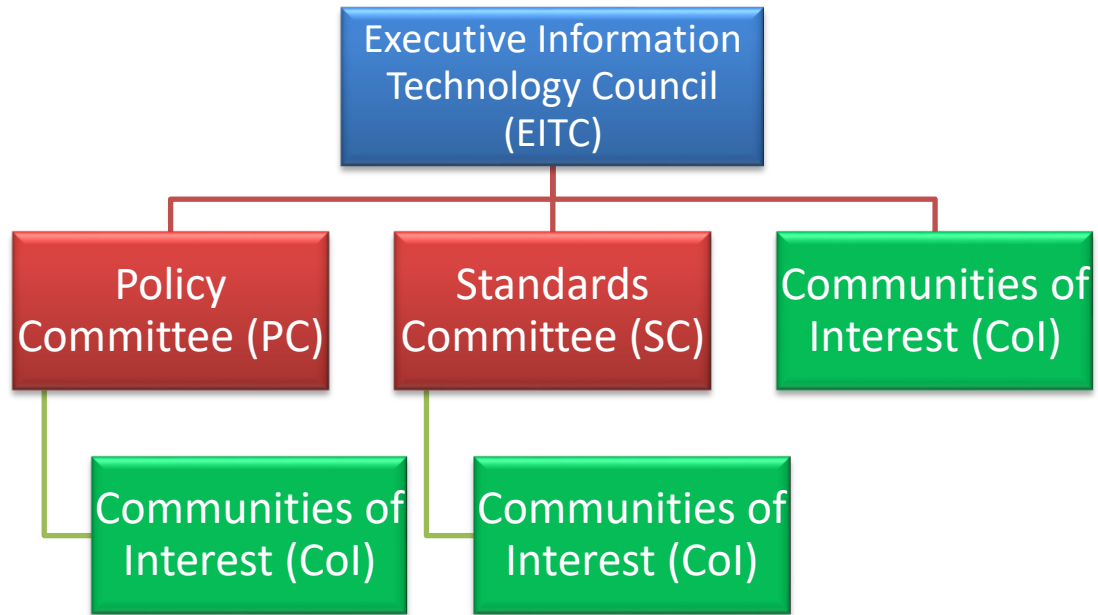 Executive Information
Technology Council
(EITC)
Policy
Committee (PC)
Standards
Committee (SC)
Communities of
Interest (CoI)
Communities of
Interest (CoI)
Communities of
Interest (CoI)